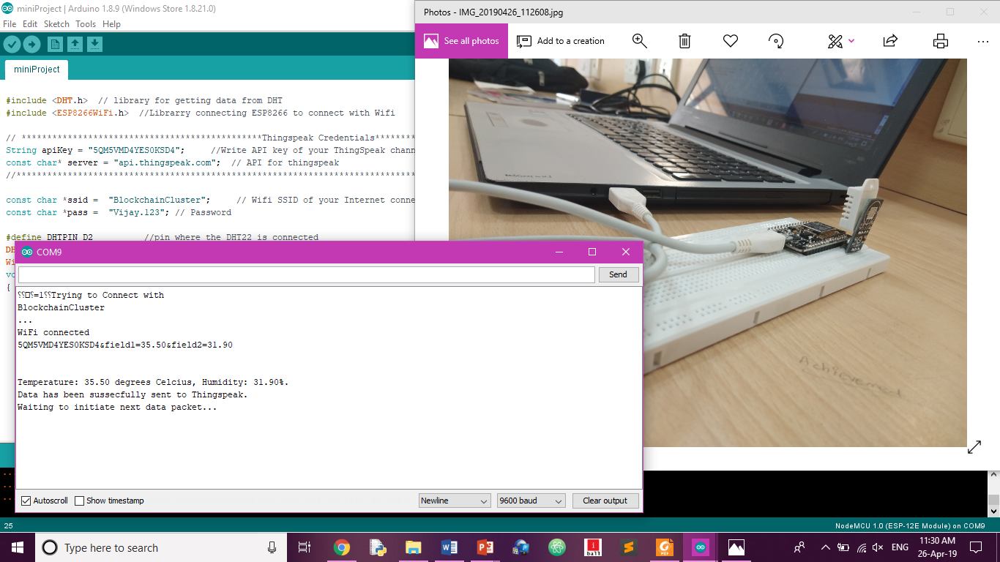 miniProject | Arduino 1.8.9 (Windows Store 1.8.21.0)
File Edit Sketch Tools Help
miniProject
#include <DHT.h>  // library for getting data from DHT
#include <ESP8266WiFi.h>  //Librarry connecting ESP8266 to connect with Wifi
// ***********************************************Thingspeak Credentials********
String apiKey = "5QM5VMD4YES0KSD4";     //Write API key of your ThingSpeak chann
const char* server = "api.thingspeak.com";  // API for thingspeak
//******************************************************************************
const char *ssid =  "BlockchainCluster";     // Wifi SSID of your Internet conne
const char *pass =  "Vijay.123"; // Password
#define DHTPIN D2          //pin where the DHT22 is connected
DH
Wi
vo
{
Photos - IMG_20190426_112608.jpg
See all photos
Add to a creation
Achievement
COM9
Send
⸮⸮□⸮=l⸮⸮Trying to Connect with
BlockchainCluster
...
WiFi connected
5QM5VMD4YES0KSD4&field1=35.50&field2=31.90
Temperature: 35.50 degrees Celcius, Humidity: 31.90%.
Data has been sussecfully sent to Thingspeak.
Waiting to initiate next data packet...
Autoscroll
Show timestamp
Newline
9600 baud
Clear output
25
NodeMCU 1.0 (ESP-12E Module) on COM9
Type here to search
i
ball
PDF
ENG
11:30 AM
26-Apr-19